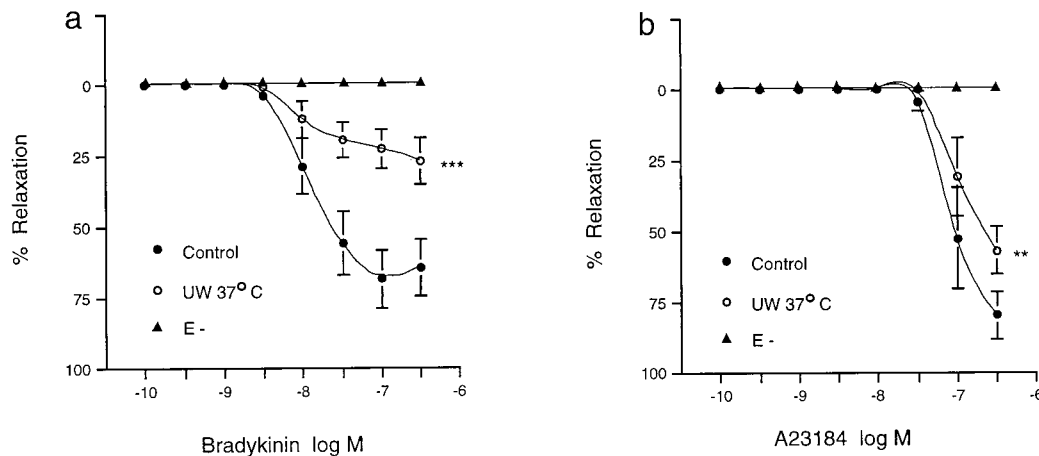 a
0
25
50
75
100
% Relaxation
Control
UW 37° C
E -
***
-10 -9 -8 -7 -6
Bradykinin log M
b
0
25
50
75
100
% Relaxation
Control
UW 37° C
E -
**
-10 -9 -8 -7 -6
A23184 log M